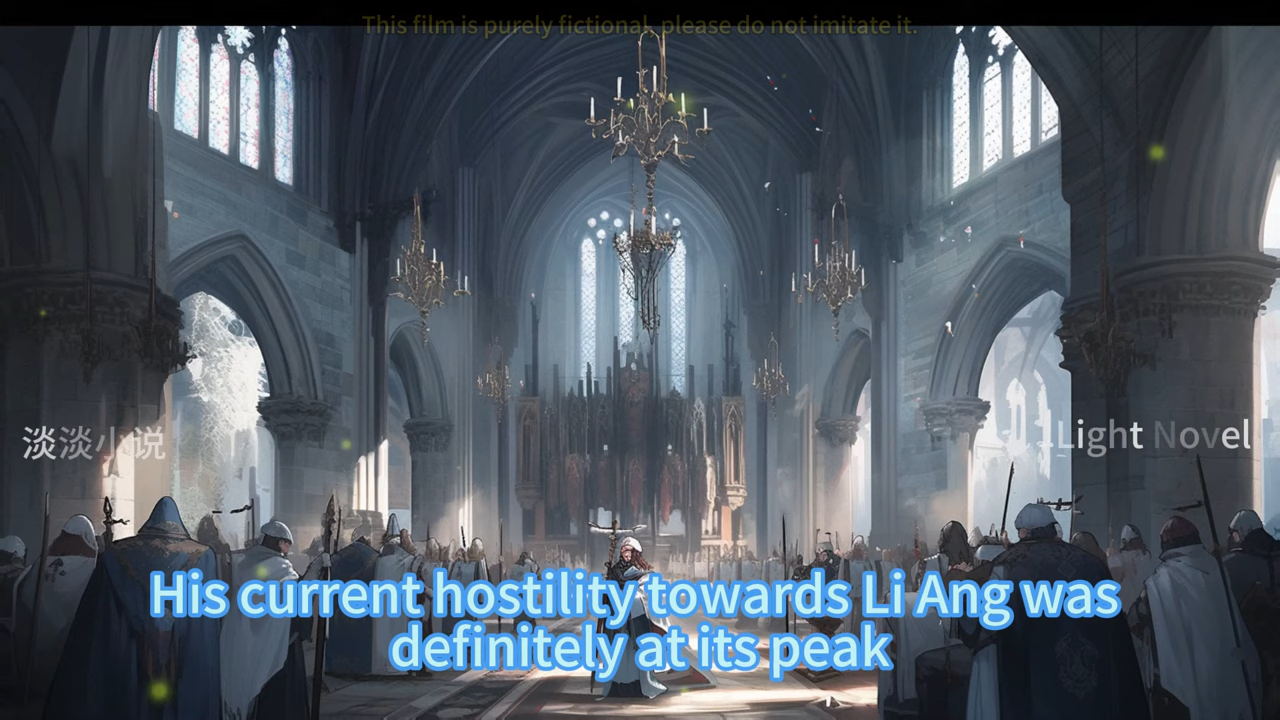 This film is purely fictional, please do not imitate it.
淡淡小说
Light Novel
His current hostility towards Li Ang was
definitely at its peak